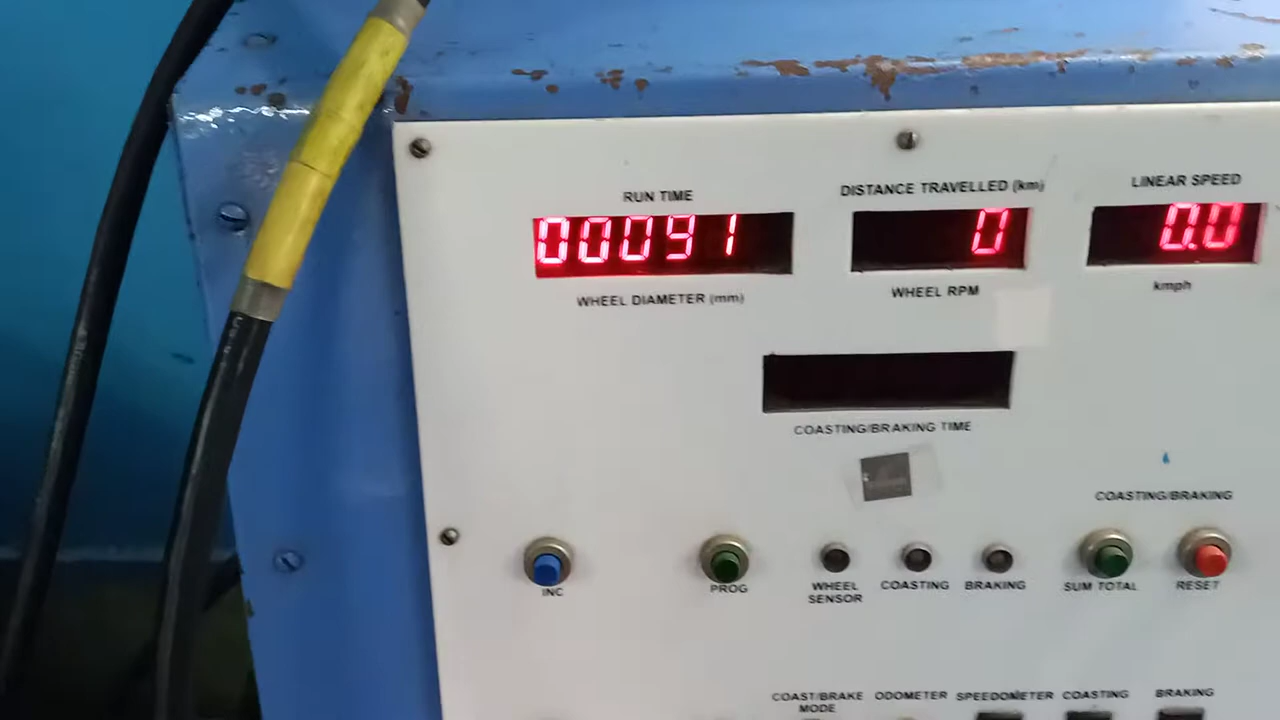 RUN TIME
DISTANCE TRAVELLED (km)
LINEAR SPEED
00091
0
0.0
WHEEL DIAMETER (mm)
WHEEL RPM
kmph
COASTING/BRAKING TIME
COASTING/BRAKING
INC
PROG
WHEEL SENSOR
COASTING
BRAKING
SUM TOTAL
RESET
COAST/BRAKE MODE
ODOMETER
SPEEDOMETER
COASTING
BRAKING